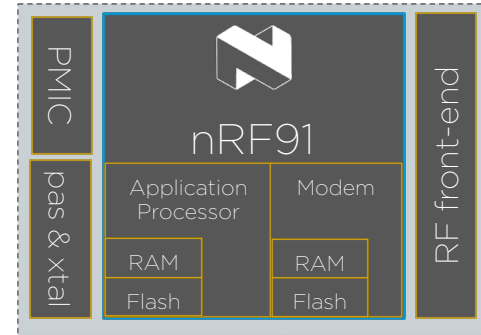 PMIC
pas & xtal
nRF91
Application
Processor
RAM
Flash
Modem
RAM
Flash
RF front-end